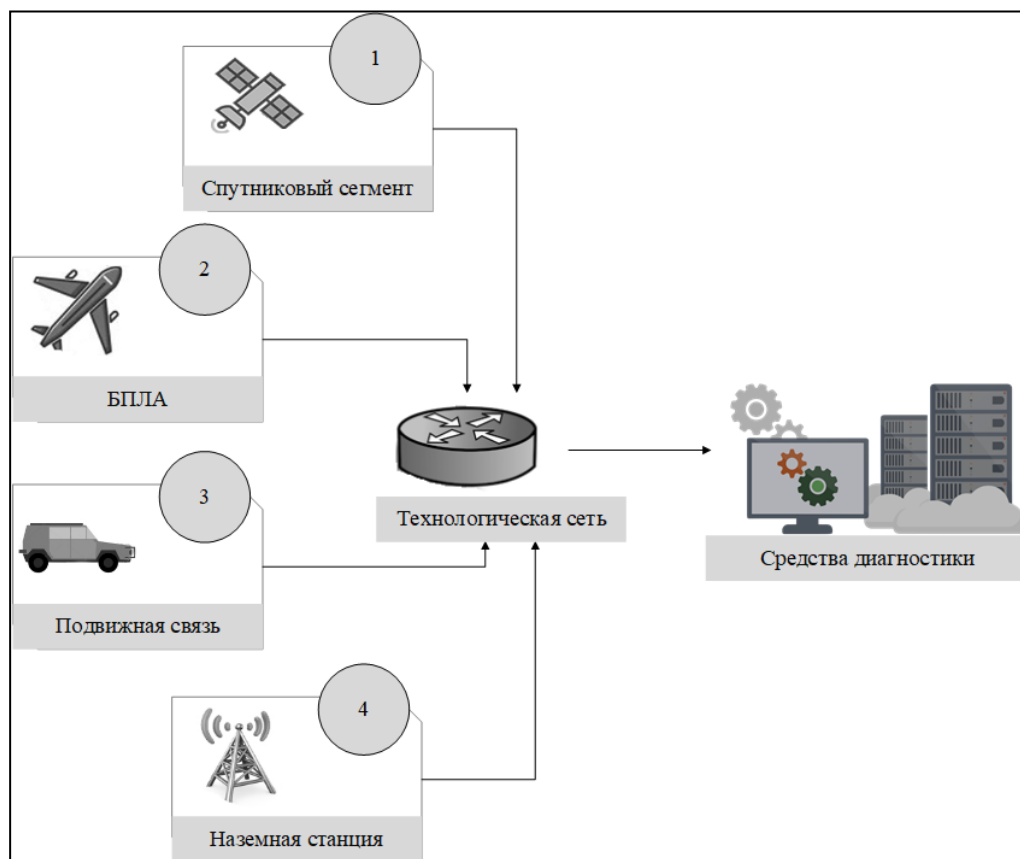 1
Спутниковый сегмент
2
БПЛА
3
Подвижная связь
4
Наземная станция
Технологическая сеть
Средства диагностики